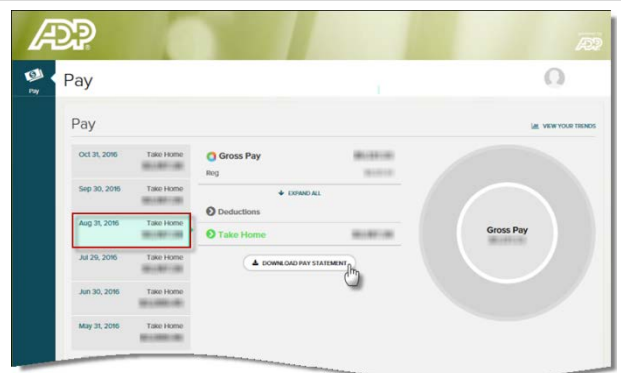 ADP
ADP
Pay
Pay
Pay
VIEW YOUR TRENDS
Oct 31, 2016 Take Home
Sep 30, 2016 Take Home
Aug 31, 2016 Take Home
Jul 29, 2016 Take Home
Jun 30, 2016 Take Home
May 31, 2016 Take Home
Gross Pay
Reg
EXPAND ALL
Deductions
Take Home
DOWNLOAD PAY STATEMENT
Gross Pay